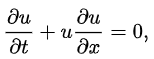 ∂u/∂t + u ∂u/∂x = 0,